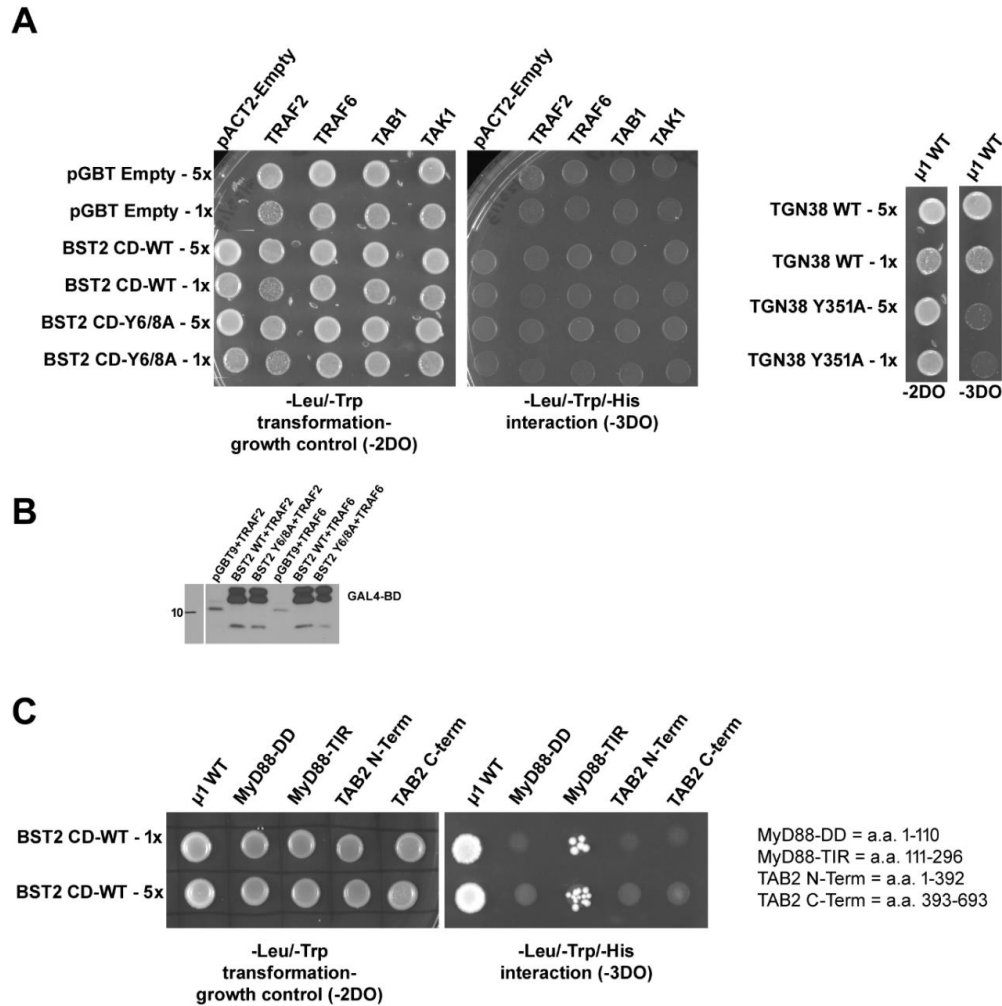 A
pACT2-Empty
TRAF2
TRAF6
TAB1
TAK1
pACT2-Empty
TRAF2
TRAF6
TAB1
TAK1
pGBT Empty - 5x
pGBT Empty - 1x
BST2 CD-WT - 5x
BST2 CD-WT - 1x
BST2 CD-Y6/8A - 5x
BST2 CD-Y6/8A - 1x
-Leu/-Trp
transformation-
growth control (-2DO)
-Leu/-Trp/-His
interaction (-3DO)
µ1 WT
µ1 WT
TGN38 WT - 5x
TGN38 WT - 1x
TGN38 Y351A- 5x
TGN38 Y351A - 1x
-2DO
-3DO
B
pGBT9+TRAF2
BST2 WT+TRAF2
BST2 Y6/8A+TRAF2
pGBT9+TRAF6
BST2 WT+TRAF6
BST2 Y6/8A+TRAF6
10
GAL4-BD
C
µ1 WT
MyD88-DD
MyD88-TIR
TAB2 N-Term
TAB2 C-term
µ1 WT
MyD88-DD
MyD88-TIR
TAB2 N-Term
TAB2 C-term
BST2 CD-WT - 1x
BST2 CD-WT - 5x
-Leu/-Trp
transformation-
growth control (-2DO)
-Leu/-Trp/-His
interaction (-3DO)
MyD88-DD = a.a. 1-110
MyD88-TIR = a.a. 111-296
TAB2 N-Term = a.a. 1-392
TAB2 C-Term = a.a. 393-693